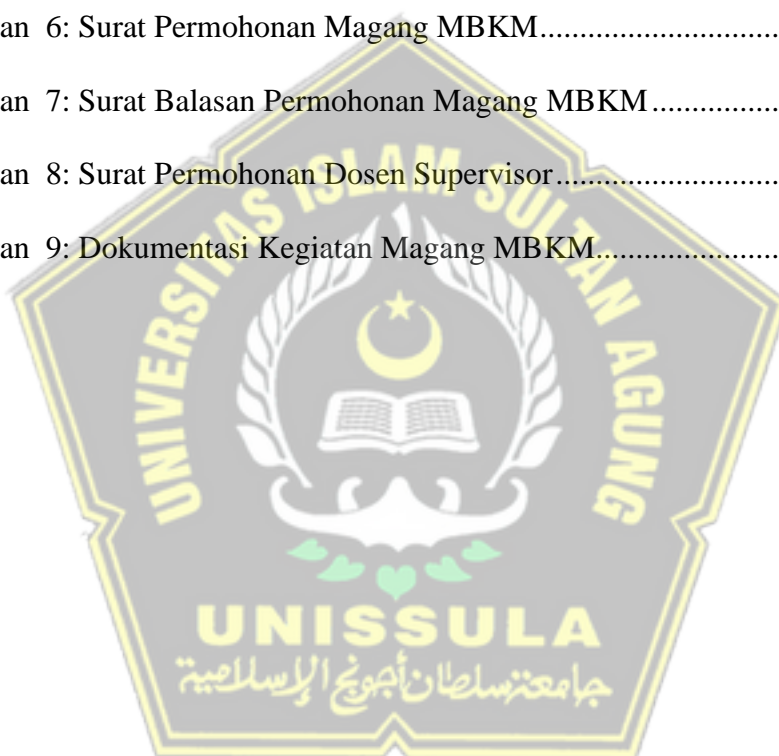 an 6: Surat Permohonan Magang MBKM............................
an 7: Surat Balasan Permohonan Magang MBKM...............
an 8: Surat Permohonan Dosen Supervisor..........................
an 9: Dokumentasi Kegiatan Magang MBKM.....................
UNIVERSITAS ISLAM SULTAN AGUNG
UNISSULA
جامعة سلطان أجونج الإسلامية